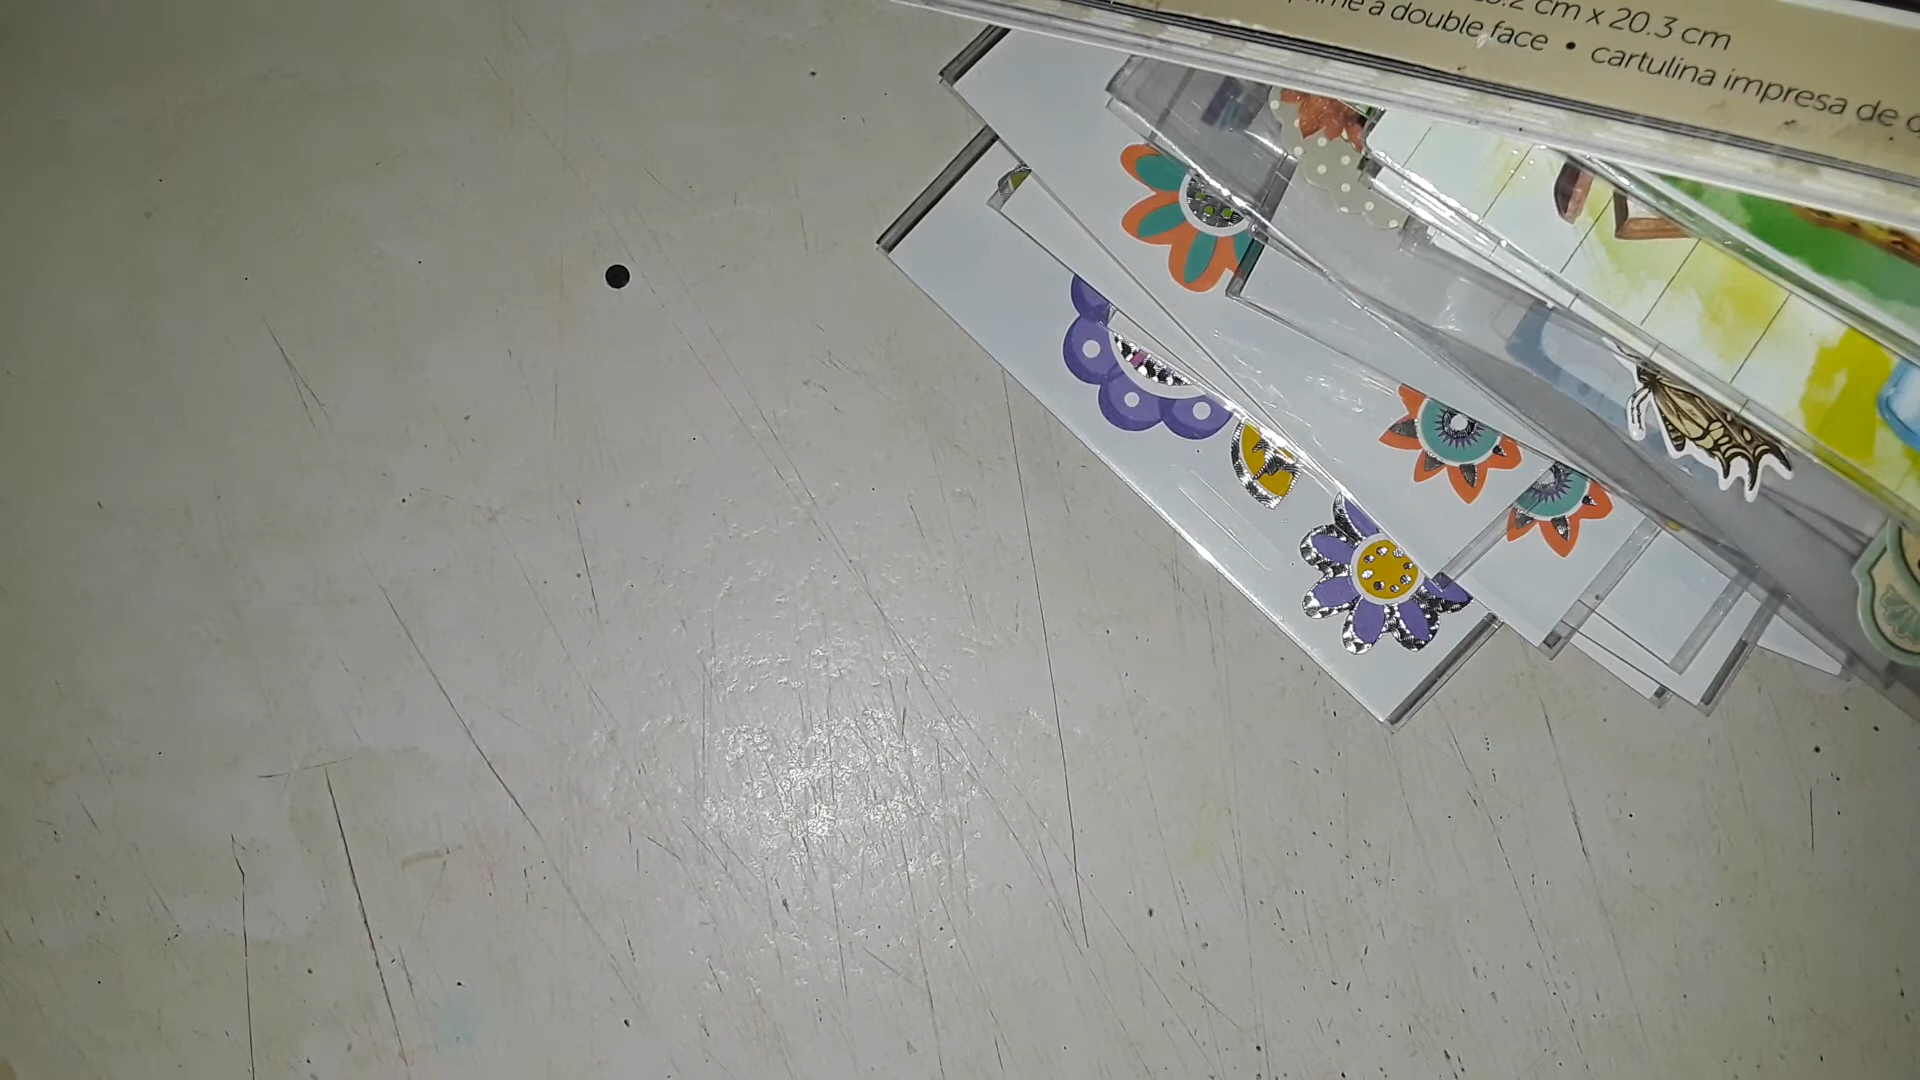 cm x 20.3 cm
à double face • cartulina impresa de